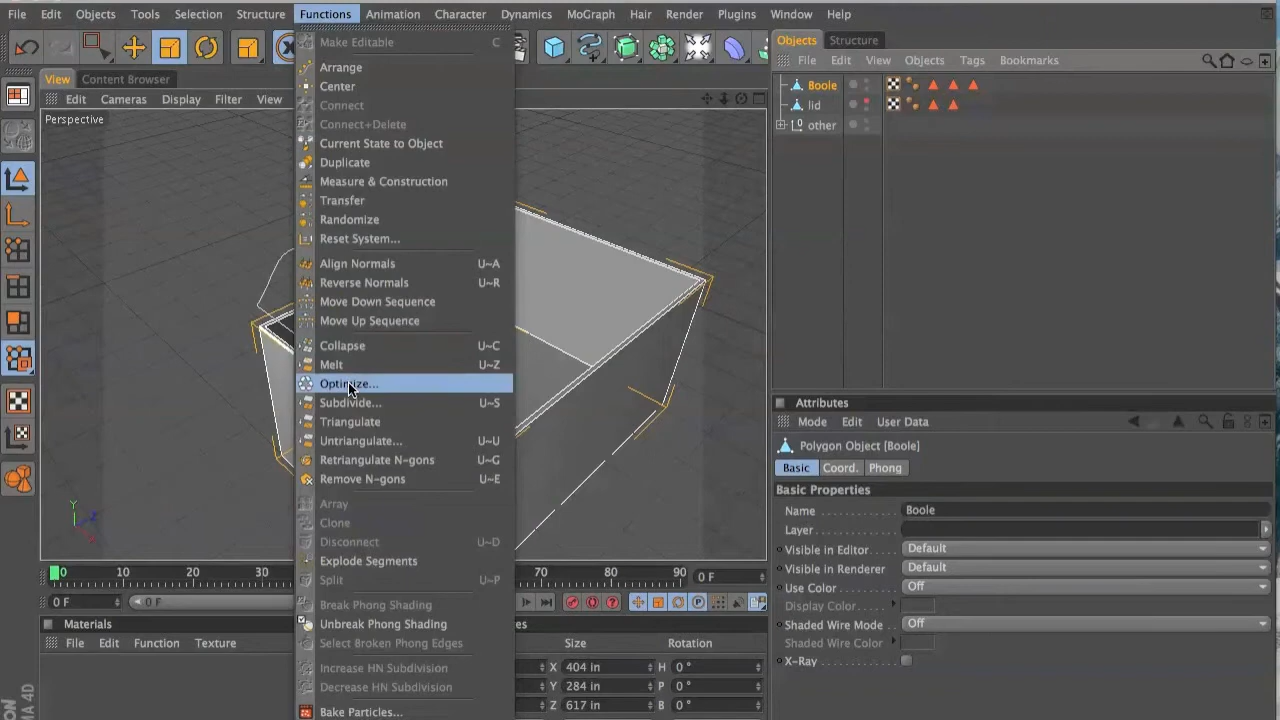 File Edit Objects Tools Selection Structure Functions Animation Character Dynamics MoGraph Hair Render Plugins Window Help
View Content Browser
Edit Cameras Display Filter View
Perspective
Make Editable C
Arrange
Center
Connect
Connect+Delete
Current State to Object
Duplicate
Measure & Construction
Transfer
Randomize
Reset System...
Align Normals U~A
Reverse Normals U~R
Move Down Sequence
Move Up Sequence
Collapse U~C
Melt U~Z
Optimize...
Subdivide... U~S
Triangulate
Untriangulate... U~U
Retriangulate N-gons U~G
Remove N-gons U~E
Array
Clone
Disconnect U~D
Explode Segments
Split U~P
Break Phong Shading
Unbreak Phong Shading
Select Broken Phong Edges
Increase HN Subdivision
Decrease HN Subdivision
Bake Particles...
Objects Structure
File Edit View Objects Tags Bookmarks
Boole
lid
other
Attributes
Mode Edit User Data
Polygon Object [Boole]
Basic Coord. Phong
Basic Properties
Name Boole
Layer
Visible in Editor Default
Visible in Renderer Default
Use Color Off
Display Color
Shaded Wire Mode Off
Shaded Wire Color
X-Ray
Y
0 10 20 30 70 80 90 0 F
0 F 0 F
Materials
File Edit Function Texture
Size Rotation
X 404 in H 0 °
Y 284 in P 0 °
Z 617 in B 0 °